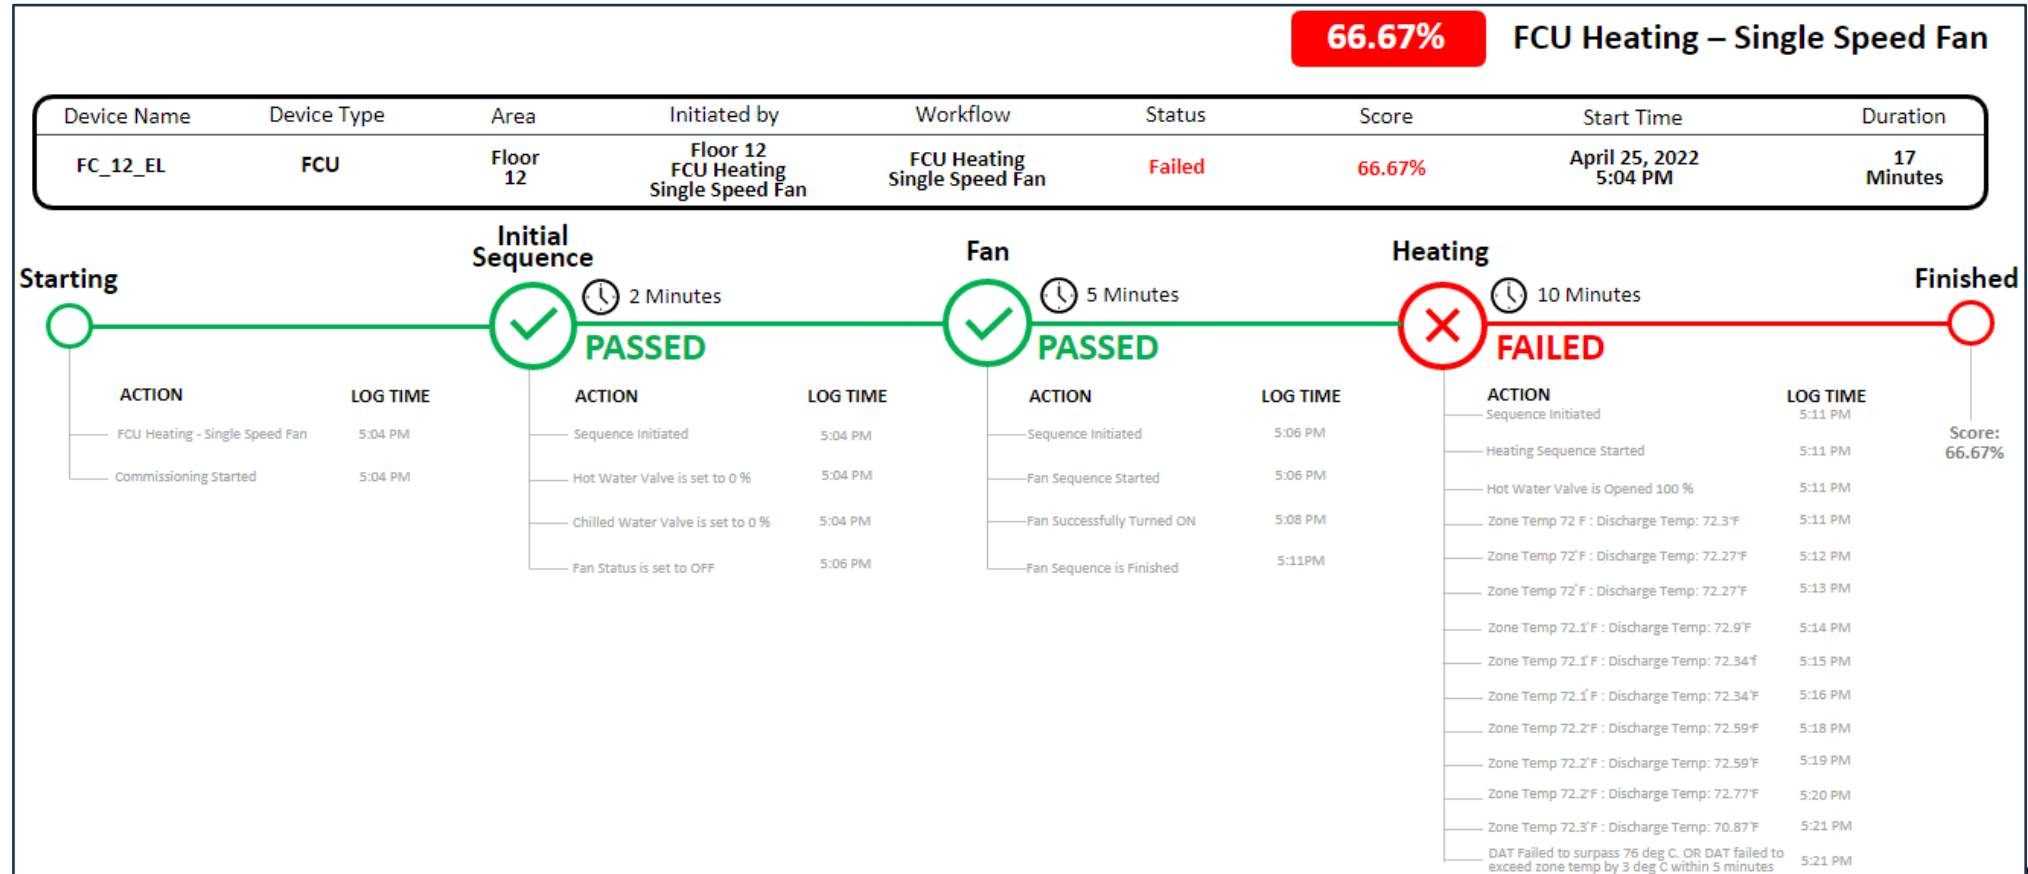 66.67%
FCU Heating – Single Speed Fan
Device Name
Device Type
Area
Initiated by
Workflow
Status
Score
Start Time
Duration
FC_12_EL
FCU
Floor
12
Floor 12
FCU Heating
Single Speed Fan
FCU Heating
Single Speed Fan
Failed
66.67%
April 25, 2022
5:04 PM
17
Minutes
Starting
ACTION LOG TIME
FCU Heating - Single Speed Fan 5:04 PM
Commissioning Started 5:04 PM
Initial
Sequence
2 Minutes
PASSED
ACTION LOG TIME
Sequence Initiated 5:04 PM
Hot Water Valve is set to 0 % 5:04 PM
Chilled Water Valve is set to 0 % 5:04 PM
Fan Status is set to OFF 5:06 PM
Fan
5 Minutes
PASSED
ACTION LOG TIME
Sequence Initiated 5:06 PM
Fan Sequence Started 5:06 PM
Fan Successfully Turned ON 5:08 PM
Fan Sequence is Finished 5:11PM
Heating
10 Minutes
FAILED
ACTION LOG TIME
Sequence Initiated 5:11 PM
Heating Sequence Started 5:11 PM
Hot Water Valve is Opened 100 % 5:11 PM
Zone Temp 72 F : Discharge Temp: 72.3°F 5:11 PM
Zone Temp 72°F : Discharge Temp: 72.27°F 5:12 PM
Zone Temp 72°F : Discharge Temp: 72.27°F 5:13 PM
Zone Temp 72.1°F : Discharge Temp: 72.9°F 5:14 PM
Zone Temp 72.1°F : Discharge Temp: 72.34°f 5:15 PM
Zone Temp 72.1°F : Discharge Temp: 72.34°F 5:16 PM
Zone Temp 72.2°F : Discharge Temp: 72.59°F 5:18 PM
Zone Temp 72.2°F : Discharge Temp: 72.59°F 5:19 PM
Zone Temp 72.2°F : Discharge Temp: 72.77°F 5:20 PM
Zone Temp 72.3°F : Discharge Temp: 70.87°F 5:21 PM
DAT Failed to surpass 76 deg C. OR DAT failed to
exceed zone temp by 3 deg C within 5 minutes 5:21 PM
Finished
Score:
66.67%